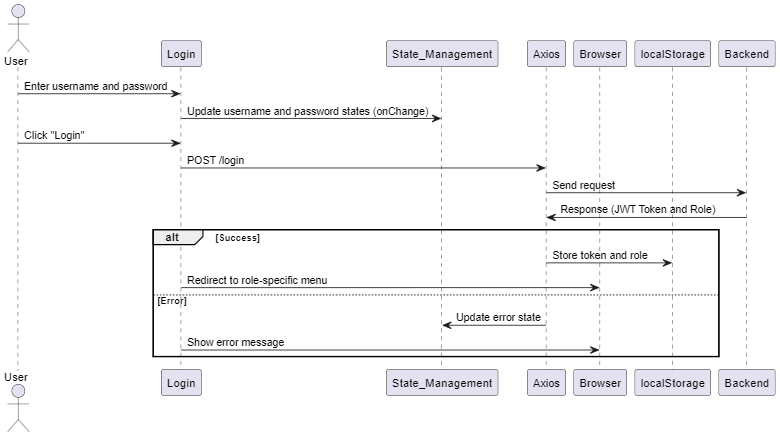 User
Login
State_Management
Axios
Browser
localStorage
Backend
Enter username and password
Update username and password states (onChange)
Click "Login"
POST /login
Send request
Response (JWT Token and Role)
alt
[Success]
Store token and role
Redirect to role-specific menu
[Error]
Update error state
Show error message
User
Login
State_Management
Axios
Browser
localStorage
Backend